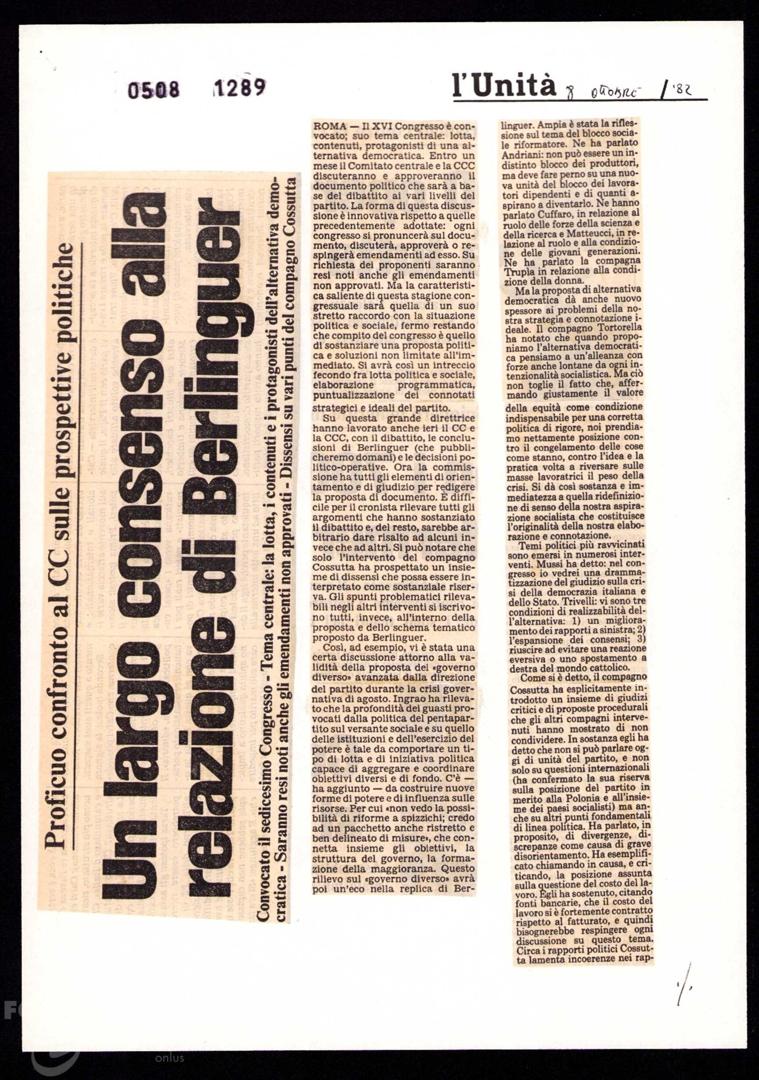 0508 1289
l'Unità 8 OTTOBRE / '82
Proficuo confronto al CC sulle prospettive politiche
Un largo consenso alla
relazione di Berlinguer
Convocato il sedicesimo Congresso - Tema centrale: la lotta, i contenuti e i protagonisti dell'alternativa demo-
cratica - Saranno resi noti anche gli emendamenti non approvati - Dissensi su vari punti del compagno Cossutta
ROMA — Il XVI Congresso è con-
vocato; suo tema centrale: lotta,
contenuti, protagonisti di una al-
ternativa democratica. Entro un
mese il Comitato centrale e la CCC
discuteranno e approveranno il
documento politico che sarà a ba-
se del dibattito ai vari livelli del
partito. La forma di questa discus-
sione è innovativa rispetto a quelle
precedentemente adottate: ogni
congresso si pronuncerà sul docu-
mento, discuterà, approverà o re-
spingerà emendamenti ad esso. Su
richiesta dei proponenti saranno
resi noti anche gli emendamenti
non approvati. Ma la caratteristi-
ca saliente di questa stagione con-
gressuale sarà quella di un suo
stretto raccordo con la situazione
politica e sociale, fermo restando
che compito del congresso è quello
di sostanziare una proposta politi-
ca e soluzioni non limitate all'im-
mediato. Si avrà così un intreccio
fecondo fra lotta politica e sociale,
elaborazione programmatica,
puntualizzazione dei connotati
strategici e ideali del partito.
Su questa grande direttrice
hanno lavorato anche ieri il CC e
la CCC, con il dibattito, le conclu-
sioni di Berlinguer (che pubbli-
cheremo domani) e le decisioni po-
litico-operative. Ora la commis-
sione ha tutti gli elementi di orien-
tamento e di giudizio per redigere
la proposta di documento. È diffi-
cile per il cronista rilevare tutti gli
argomenti che hanno sostanziato
il dibattito e, del resto, sarebbe
arbitrario dare risalto ad alcuni in-
vece che ad altri. Si può notare che
solo l'intervento del compagno
Cossutta ha prospettato un insie-
me di dissensi che possa essere in-
terpretato come sostanziale riser-
va. Gli spunti problematici rileva-
bili negli altri interventi si iscrivo-
no tutti, invece, all'interno della
proposta e dello schema tematico
proposto da Berlinguer.
Così, ad esempio, vi è stata una
certa discussione attorno alla va-
lidità della proposta del «governo
diverso» avanzata dalla direzione
del partito durante la crisi gover-
nativa di agosto. Ingrao ha rileva-
to che la profondità dei guasti pro-
vocati dalla politica del pentapar-
tito sul versante sociale e su quello
delle istituzioni e dell'esercizio del
potere è tale da comportare un ti-
po di lotta e di iniziativa politica
capace di aggregare e coordinare
obiettivi diversi e di fondo. C'è —
ha aggiunto — da costruire nuove
forme di potere e di influenza sulle
risorse. Per cui «non vedo la possi-
bilità di riforme a spizzichi; credo
ad un pacchetto anche ristretto e
ben delineato di misure», che con-
netta insieme gli obiettivi, la
struttura del governo, la forma-
zione della maggioranza. Questo
rilievo sul «governo diverso» avrà
poi un'eco nella replica di Ber-
linguer. Ampia è stata la rifles-
sione sul tema del blocco socia-
le riformatore. Ne ha parlato
Andriani: non può essere un in-
distinto blocco dei produttori,
ma deve fare perno su una nuo-
va unità del blocco dei lavora-
tori dipendenti e di quanti a-
spirano a diventarlo. Ne hanno
parlato Cuffaro, in relazione al
ruolo delle forze della scienza e
della ricerca e Matteucci, in re-
lazione al ruolo e alla condizio-
ne delle giovani generazioni.
Ne ha parlato la compagna
Trupia in relazione alla condi-
zione della donna.
Ma la proposta di alternativa
democratica dà anche nuovo
spessore ai problemi della no-
stra strategia e connotazione i-
deale. Il compagno Tortorella
ha notato che quando propo-
niamo l'alternativa democrati-
ca pensiamo a un'alleanza con
forze anche lontane da ogni in-
tenzionalità socialistica. Ma ciò
non toglie il fatto che, affer-
mando giustamente il valore
della equità come condizione
indispensabile per una corretta
politica di rigore, noi prendia-
mo nettamente posizione con-
tro il congelamento delle cose
come stanno, contro l'idea e la
pratica volta a riversare sulle
masse lavoratrici il peso della
crisi. Si dà così sostanza e im-
mediatezza a quella ridefinizio-
ne di senso della nostra aspira-
zione socialista che costituisce
l'originalità della nostra elabo-
razione e connotazione.
Temi politici più ravvicinati
sono emersi in numerosi inter-
venti. Mussi ha detto: nel con-
gresso io vedrei una dramma-
tizzazione del giudizio sulla cri-
si della democrazia italiana e
dello Stato. Trivelli: vi sono tre
condizioni di realizzabilità del-
l'alternativa: 1) un migliora-
mento dei rapporti a sinistra; 2)
l'espansione dei consensi; 3)
riuscire ad evitare una reazione
eversiva o uno spostamento a
destra del mondo cattolico.
Come si è detto, il compagno
Cossutta ha esplicitamente in-
trodotto un insieme di giudizi
critici e di proposte procedurali
che gli altri compagni interve-
nuti hanno mostrato di non
condividere. In sostanza egli ha
detto che non si può parlare og-
gi di unità del partito, e non
solo su questioni internazionali
(ha confermato la sua riserva
sulla posizione del partito in
merito alla Polonia e all'insie-
me dei paesi socialisti) ma an-
che su altri punti fondamentali
di linea politica. Ha parlato, in
proposito, di divergenze, di-
screpanze come causa di grave
disorientamento. Ha esemplifi-
cato chiamando in causa, e cri-
ticando, la posizione assunta
sulla questione del costo del la-
voro. Egli ha sostenuto, citando
fonti bancarie, che il costo del
lavoro si è fortemente contratto
rispetto al fatturato, e quindi
bisognerebbe respingere ogni
discussione su questo tema.
Circa i rapporti politici Cossut-
ta lamenta incoerenze nei rap-
./.
onlus